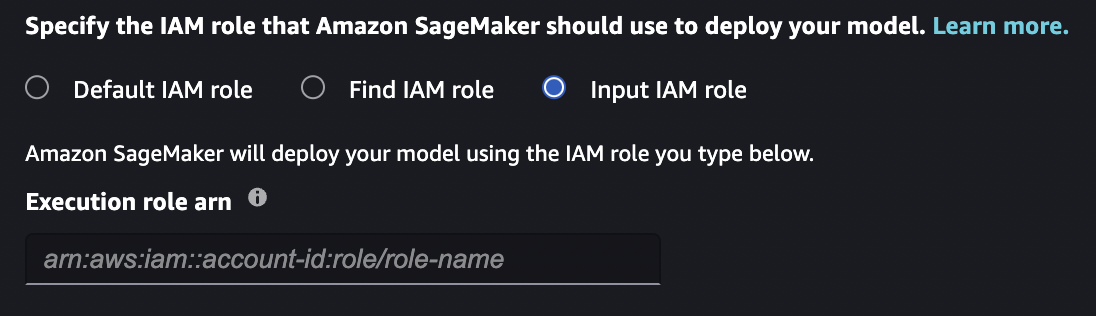 Specify the IAM role that Amazon SageMaker should use to deploy your model. Learn more.
Default IAM role Find IAM role Input IAM role
Amazon SageMaker will deploy your model using the IAM role you type below.
Execution role arn
arn:aws:iam::account-id:role/role-name